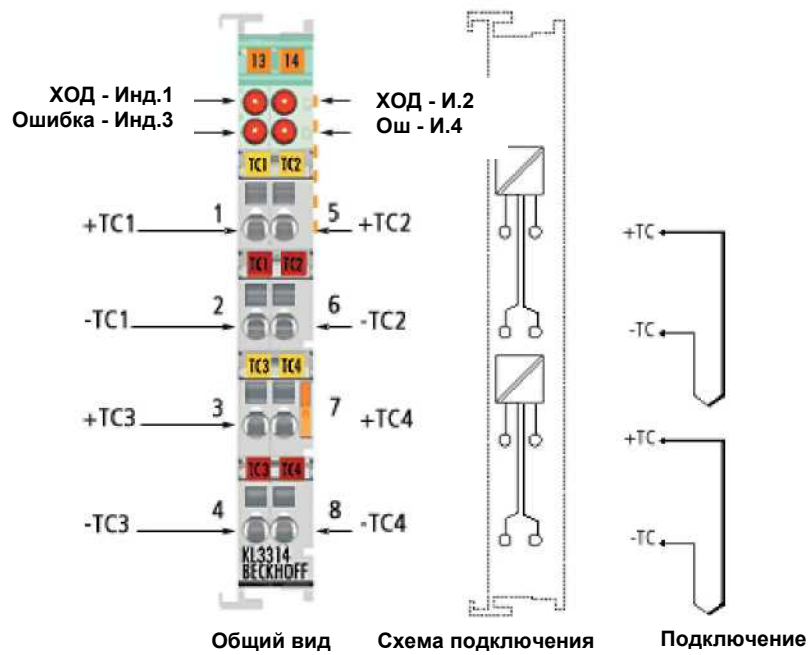 13 14
ХОД - Инд.1
ХОД - И.2
Ошибка - Инд.3
Ош - И.4
TC1 TC2
+TC1 1 5 +TC2
TC1 TC2
-TC1 2 6 -TC2
TC3 TC4
+TC3 3 7 +TC4
TC3 TC4
-TC3 4 8 -TC4
KL3314
BECKHOFF
+TC
-TC
+TC
-TC
Общий вид
Схема подключения
Подключение